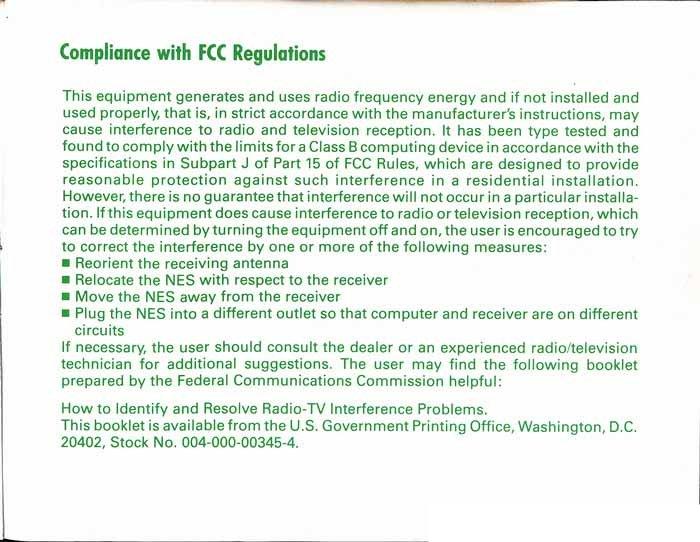 Compliance with FCC Regulations
This equipment generates and uses radio frequency energy and if not installed and
used properly, that is, in strict accordance with the manufacturer's instructions, may
cause interference to radio and television reception. It has been type tested and
found to comply with the limits for a Class B computing device in accordance with the
specifications in Subpart J of Part 15 of FCC Rules, which are designed to provide
reasonable protection against such interference in a residential installation.
However, there is no guarantee that interference will not occur in a particular installa-
tion. If this equipment does cause interference to radio or television reception, which
can be determined by turning the equipment off and on, the user is encouraged to try
to correct the interference by one or more of the following measures:
■ Reorient the receiving antenna
■ Relocate the NES with respect to the receiver
■ Move the NES away from the receiver
■ Plug the NES into a different outlet so that computer and receiver are on different
circuits
If necessary, the user should consult the dealer or an experienced radio/television
technician for additional suggestions. The user may find the following booklet
prepared by the Federal Communications Commission helpful:
How to Identify and Resolve Radio-TV Interference Problems.
This booklet is available from the U.S. Government Printing Office, Washington, D.C.
20402, Stock No. 004-000-00345-4.